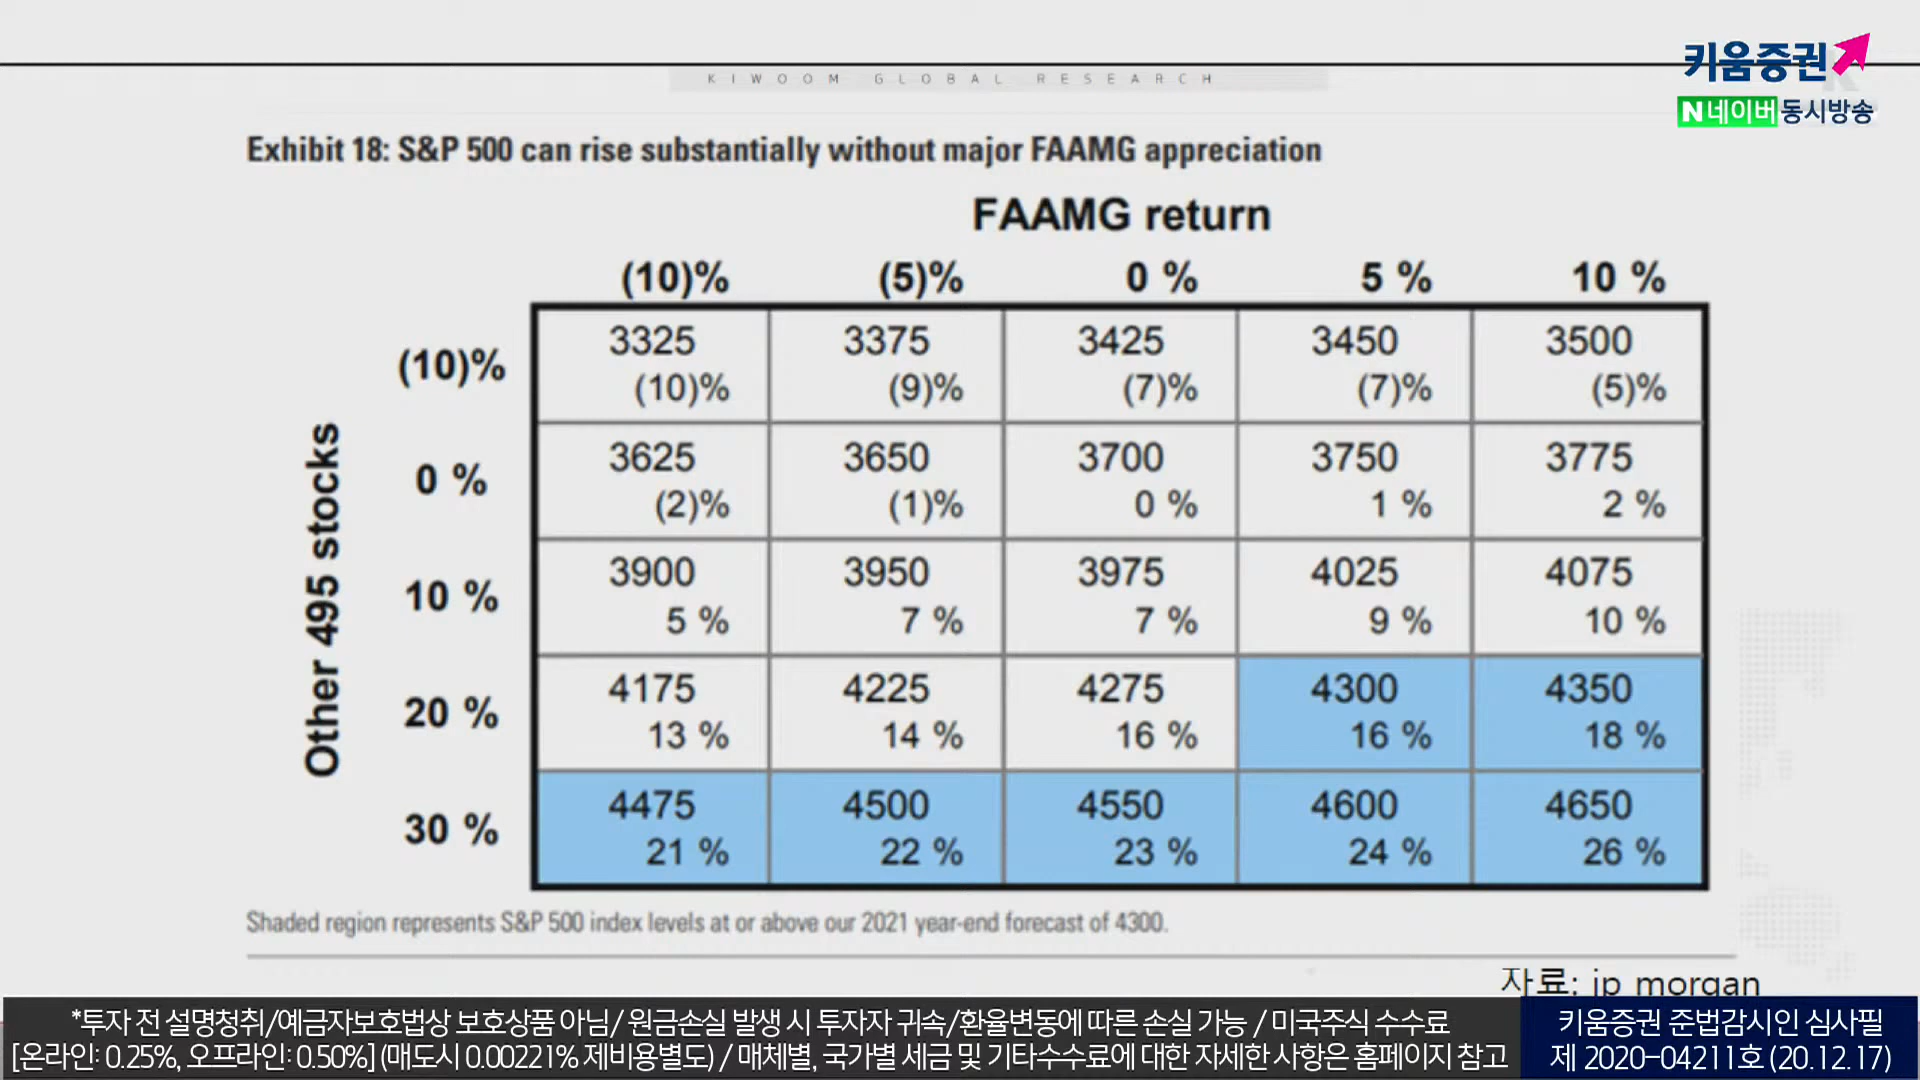 키움증권
KIWOOM GLOBAL RESEARCH
N네이버 동시방송
Exhibit 18: S&P 500 can rise substantially without major FAAMG appreciation
FAAMG return
(10)% (5)% 0 % 5 % 10 %
Other 495 stocks
(10)% 3325 3375 3425 3450 3500
(10)% (9)% (7)% (7)% (5)%
0 % 3625 3650 3700 3750 3775
(2)% (1)% 0 % 1 % 2 %
10 % 3900 3950 3975 4025 4075
5 % 7 % 7 % 9 % 10 %
20 % 4175 4225 4275 4300 4350
13 % 14 % 16 % 16 % 18 %
30 % 4475 4500 4550 4600 4650
21 % 22 % 23 % 24 % 26 %
Shaded region represents S&P 500 index levels at or above our 2021 year-end forecast of 4300.
자료: jp morgan
*투자 전 설명청취/예금자보호법상 보호상품 아님/ 원금손실 발생 시 투자자 귀속/환율변동에 따른 손실 가능 / 미국주식 수수료
[온라인: 0.25%, 오프라인: 0.50%] (매도시 0.00221% 제비용별도) / 매체별, 국가별 세금 및 기타수수료에 대한 자세한 사항은 홈페이지 참고
키움증권 준법감시인 심사필
제 2020-04211호 (20.12.17)